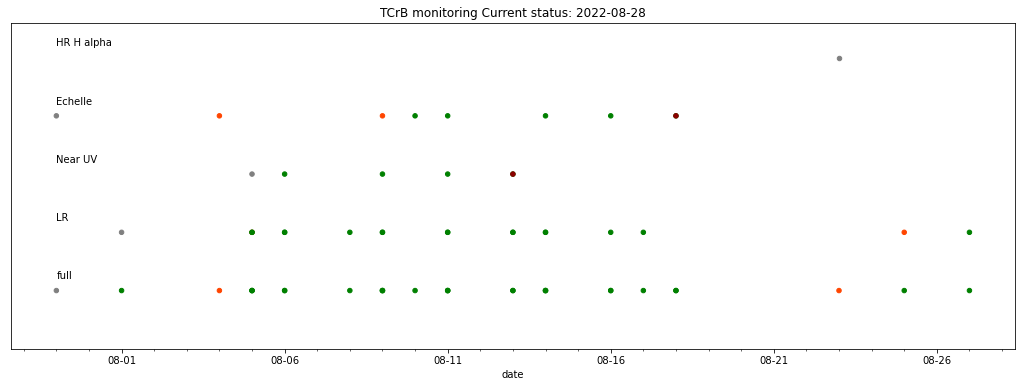 TCrB monitoring Current status: 2022-08-28
HR H alpha
Echelle
Near UV
LR
full
08-01 08-06 08-11 08-16 08-21 08-26
date